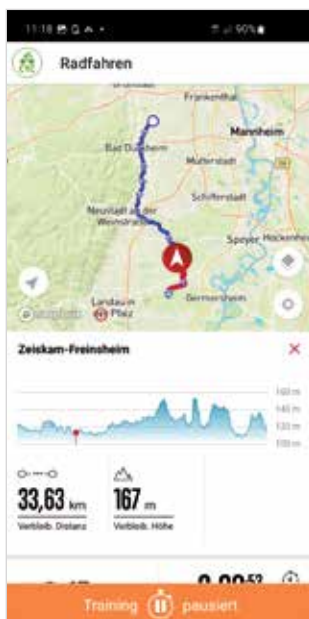 11:18
90%
Radfahren
Frankenthal
Mannheim
Bad Dürkheim
Mutterstadt
Schifferstadt
Neustadt an der
Weinstrasse
Speyer
Hockenheim
Landau in
Pfalz
Germersheim
Zeiskam-Freinsheim
160 m
140 m
120 m
100 m
33,63 km
167 m
Verbleib. Distanz
Verbleib. Höhe
Training pausiert